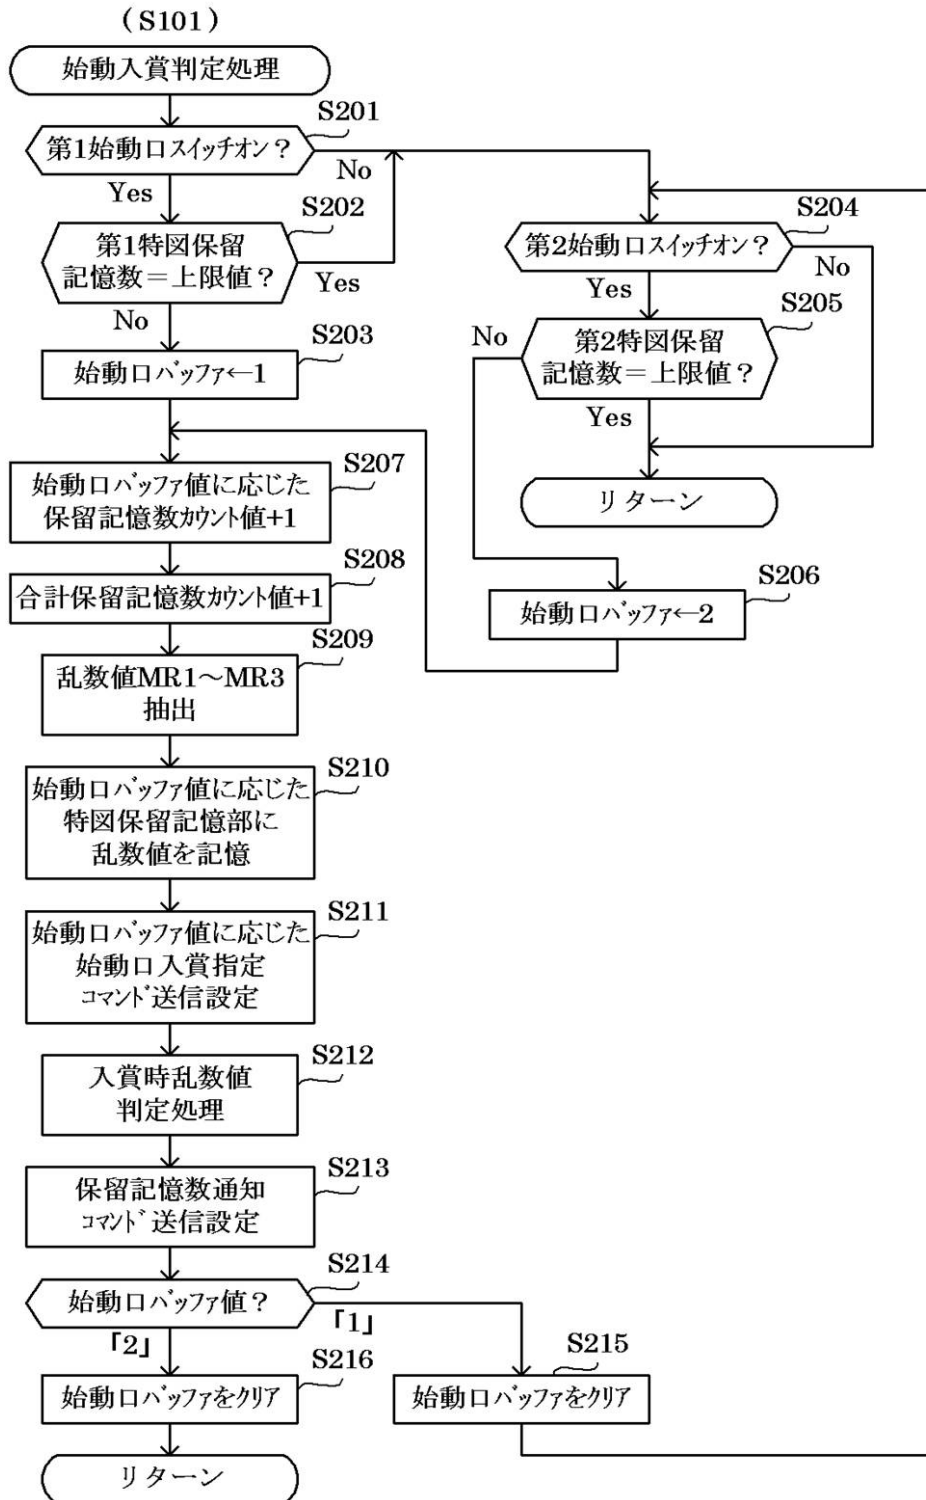 (S101)
始動入賞判定処理
S201
第1始動口スイッチオン？
No
Yes
S202
第1特図保留
記憶数＝上限値？
Yes
No
S203
始動口バッファ←1
S204
第2始動口スイッチオン？
No
Yes
S205
No
第2特図保留
記憶数＝上限値？
Yes
リターン
S206
始動口バッファ←2
S207
始動口バッファ値に応じた
保留記憶数カウント値+1
S208
合計保留記憶数カウント値+1
S209
乱数値MR1～MR3
抽出
S210
始動口バッファ値に応じた
特図保留記憶部に
乱数値を記憶
S211
始動口バッファ値に応じた
始動口入賞指定
コマンド送信設定
S212
入賞時乱数値
判定処理
S213
保留記憶数通知
コマンド送信設定
S214
始動口バッファ値？
「1」
「2」
S216
始動口バッファをクリア
S215
始動口バッファをクリア
リターン